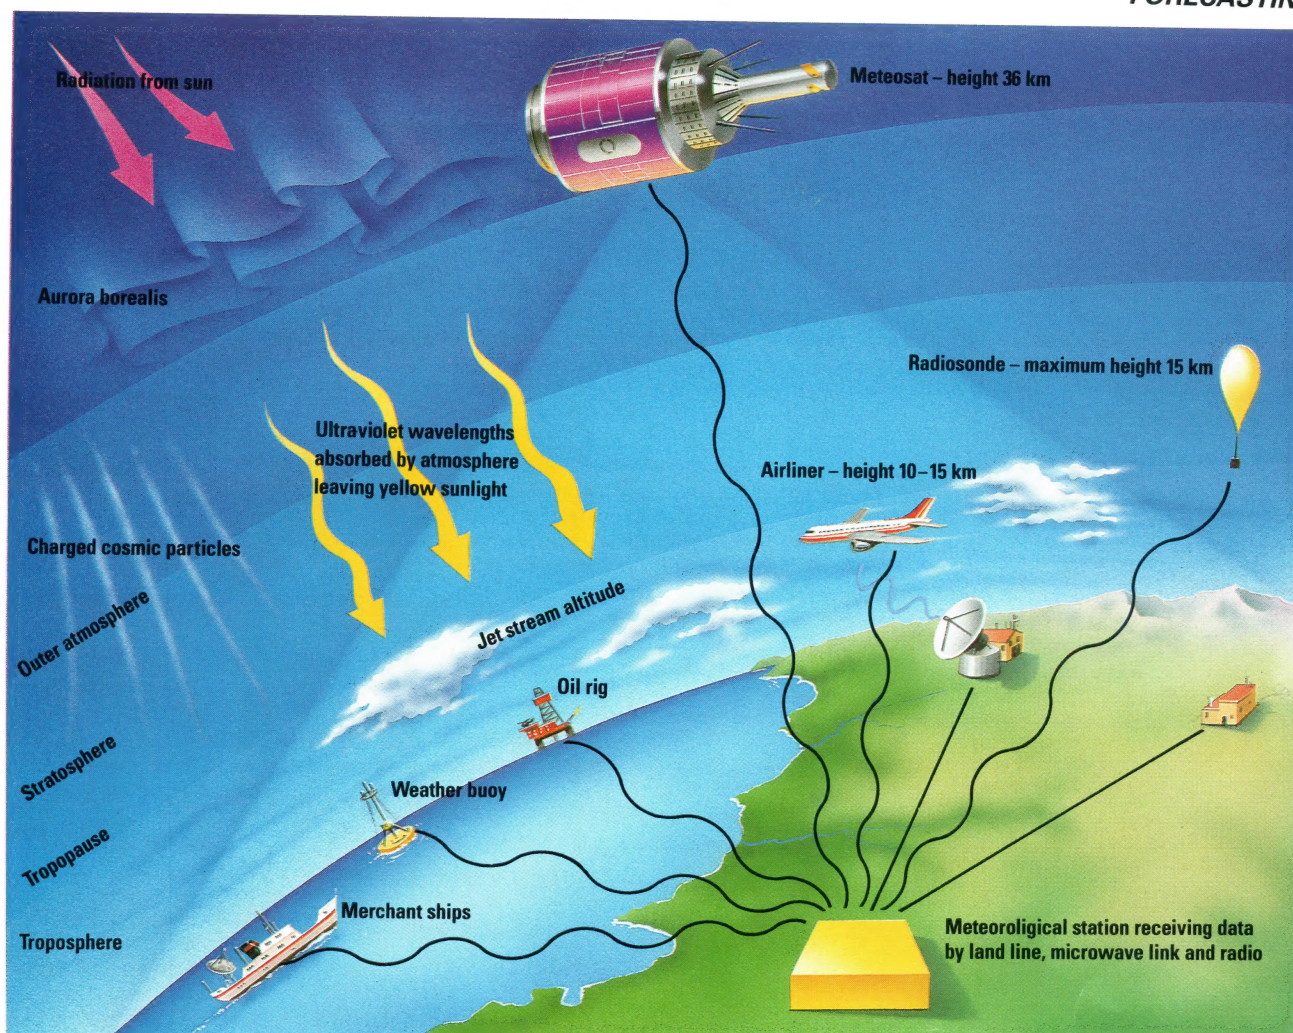 FORECASTIN
Radiation from sun
Meteosat – height 36 km
Aurora borealis
Radiosonde – maximum height 15 km
Ultraviolet wavelengths
absorbed by atmosphere
leaving yellow sunlight
Airliner – height 10–15 km
Charged cosmic particles
Outer atmosphere
Jet stream altitude
Oil rig
Stratosphere
Weather buoy
Tropopause
Merchant ships
Troposphere
Meteoroligical station receiving data
by land line, microwave link and radio